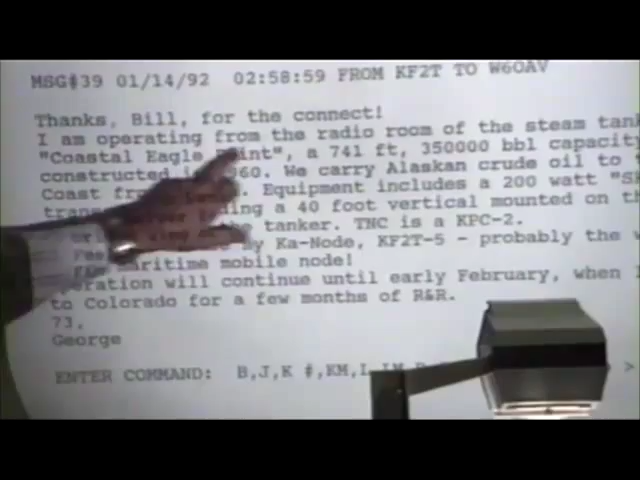 MSG#39 01/14/92 02:58:59 FROM KF2T TO W6OAV
Thanks, Bill, for the connect!
I am operating from the radio room of the steam tank
"Coastal Eagle Point", a 741 ft, 350000 bbl capacity
constructed in 1960. We carry Alaskan crude oil to
Coast Equipment includes a 200 watt
a 40 foot vertical mounted on th
tanker. TNC is a KPC-2.
Ka-Node, KF2T-5 - probably the
maritime mobile node!
operation will continue until early February, when
to Colorado for a few months of R&R.
73,
George
ENTER COMMAND: B,J,K #,KM,L >